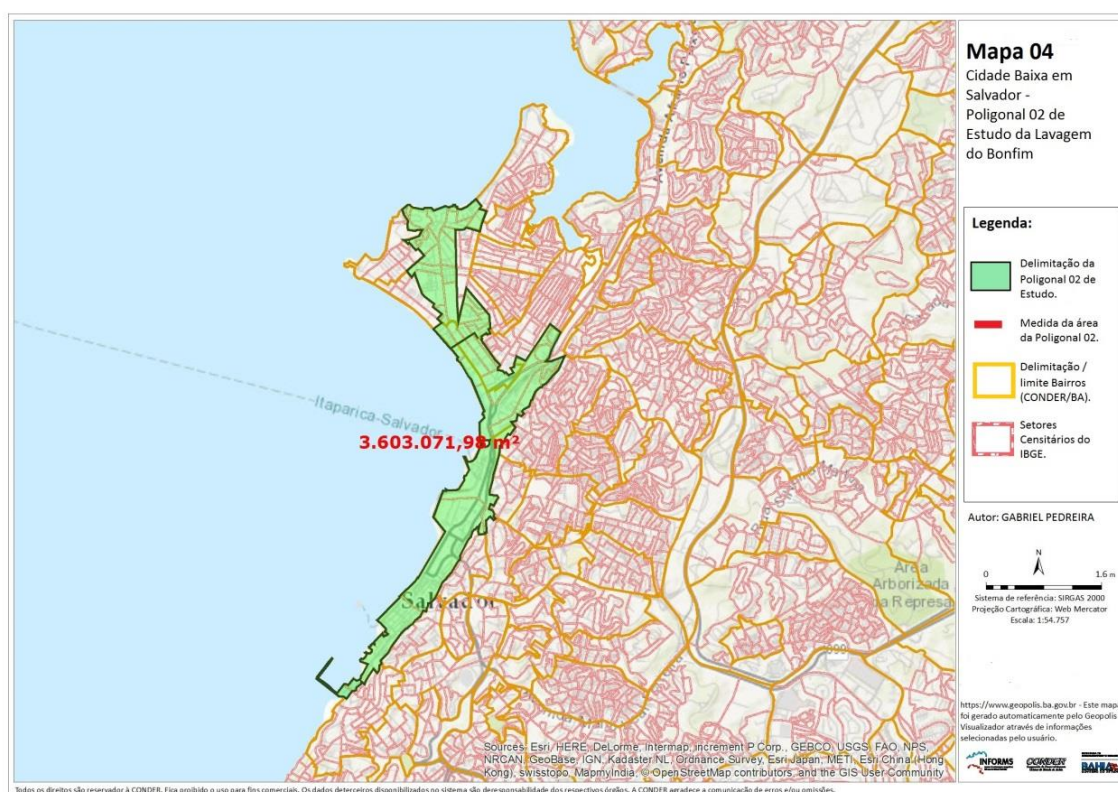 Mapa 04
Cidade Baixa em
Salvador -
Poligonal 02 de
Estudo da Lavagem
do Bonfim
Legenda:
Delimitação da
Poligonal 02 de
Estudo.
Medida da área
da Poligonal 02.
Delimitação /
limite Bairros
(CONDER/BA).
Setores
Censitários do
IBGE.
Autor: GABRIEL PEDREIRA
N
0 1.6 m
Sistema de referência: SIRGAS 2000
Projeção Cartográfica: Web Mercator
Escala: 1:54.757
https://www.geopolis.ba.gov.br - Este mapa
foi gerado automaticamente pelo Geopolis
Visualizador através de informações
selecionadas pelo usuário.
INFORMS CONDER BAHIA
Avenida Afrânio
Itaparica-Salvador
3.603.071,98 m²
Salvador
Área
Arborizada
na Represa
Sources: Esri, HERE, DeLorme, Intermap, increment P Corp., GEBCO, USGS, FAO, NPS,
NRCAN, GeoBase, IGN, Kadaster NL, Ordnance Survey, Esri Japan, METI, Esri China (Hong
Kong), swisstopo, MapmyIndia, © OpenStreetMap contributors, and the GIS User Community
Todos os direitos são reservador à CONDER. Fica proibido o uso para fins comerciais. Os dados deterceiros disponibilizados no sistema são deresponsabilidade dos respectivos órgãos. A CONDER agradece a comunicação de erros e/ou omissões.